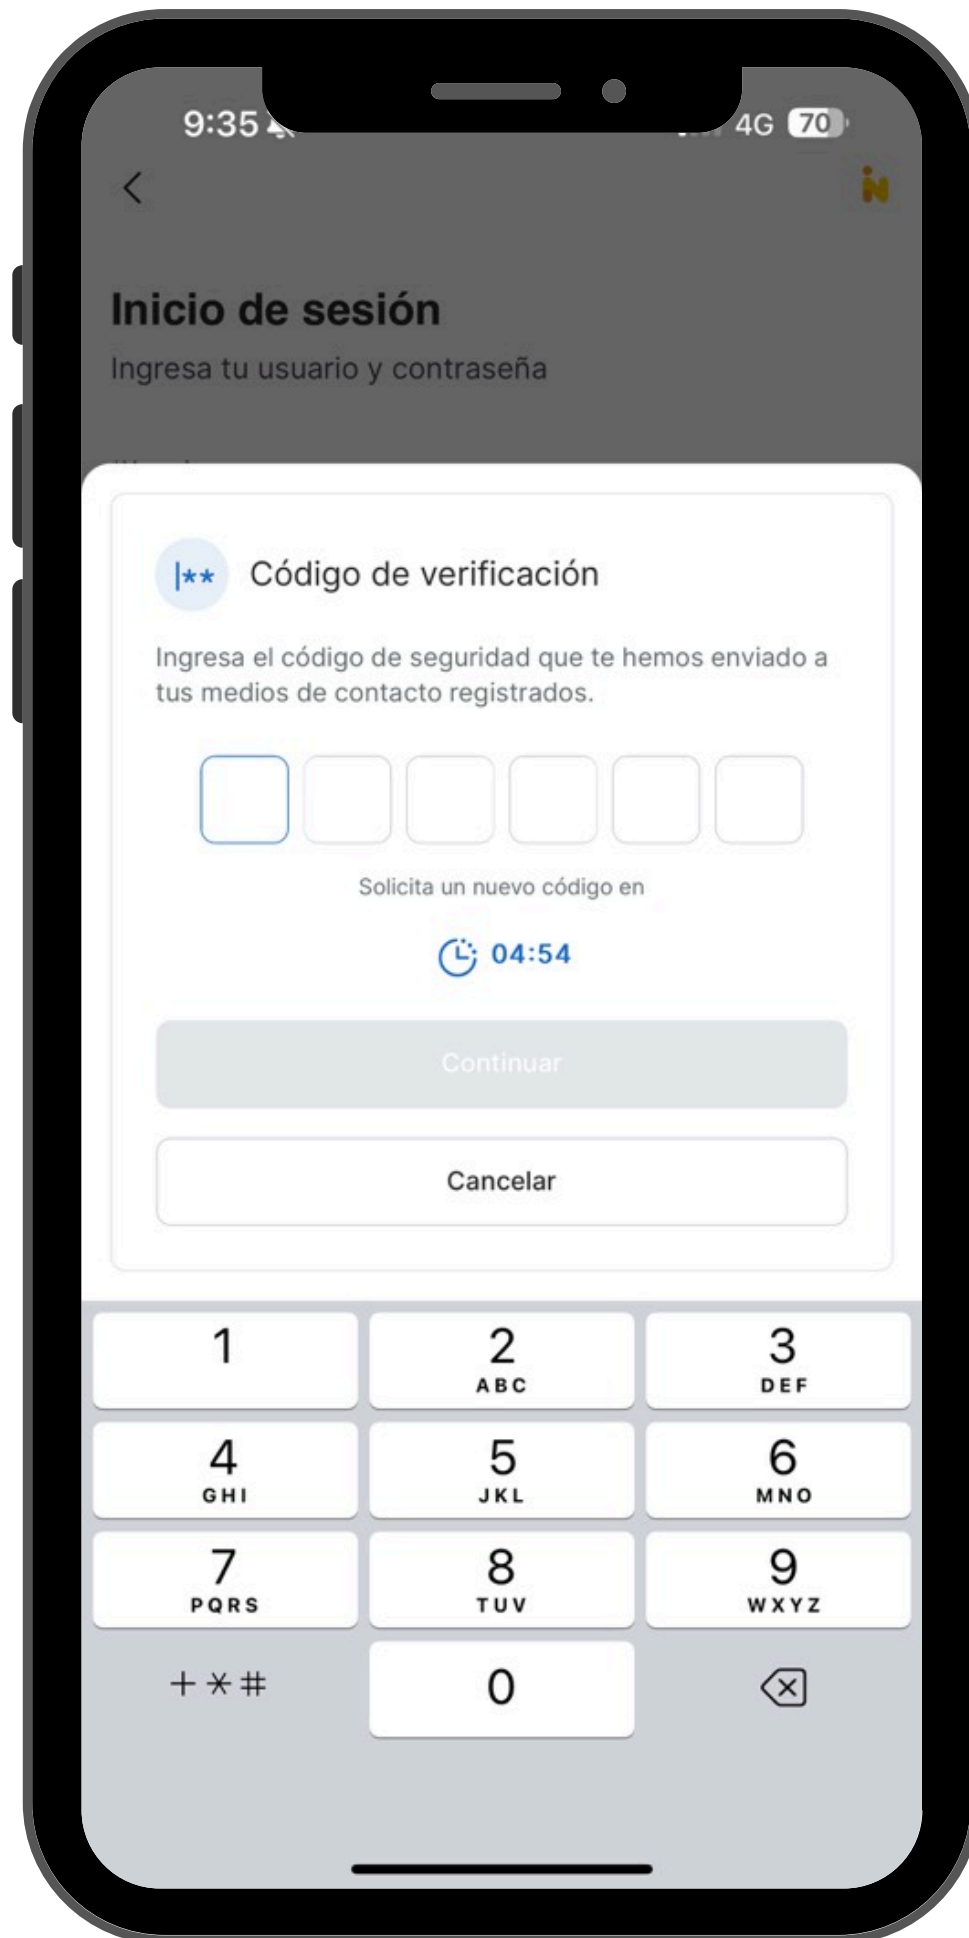 9:35
4G 70
Inicio de sesión
Ingresa tu usuario y contraseña
|** Código de verificación
Ingresa el código de seguridad que te hemos enviado a
tus medios de contacto registrados.
Solicita un nuevo código en
04:54
Continuar
Cancelar
1 2 3
ABC DEF
4 5 6
GHI JKL MNO
7 8 9
PQRS TUV WXYZ
+*# 0